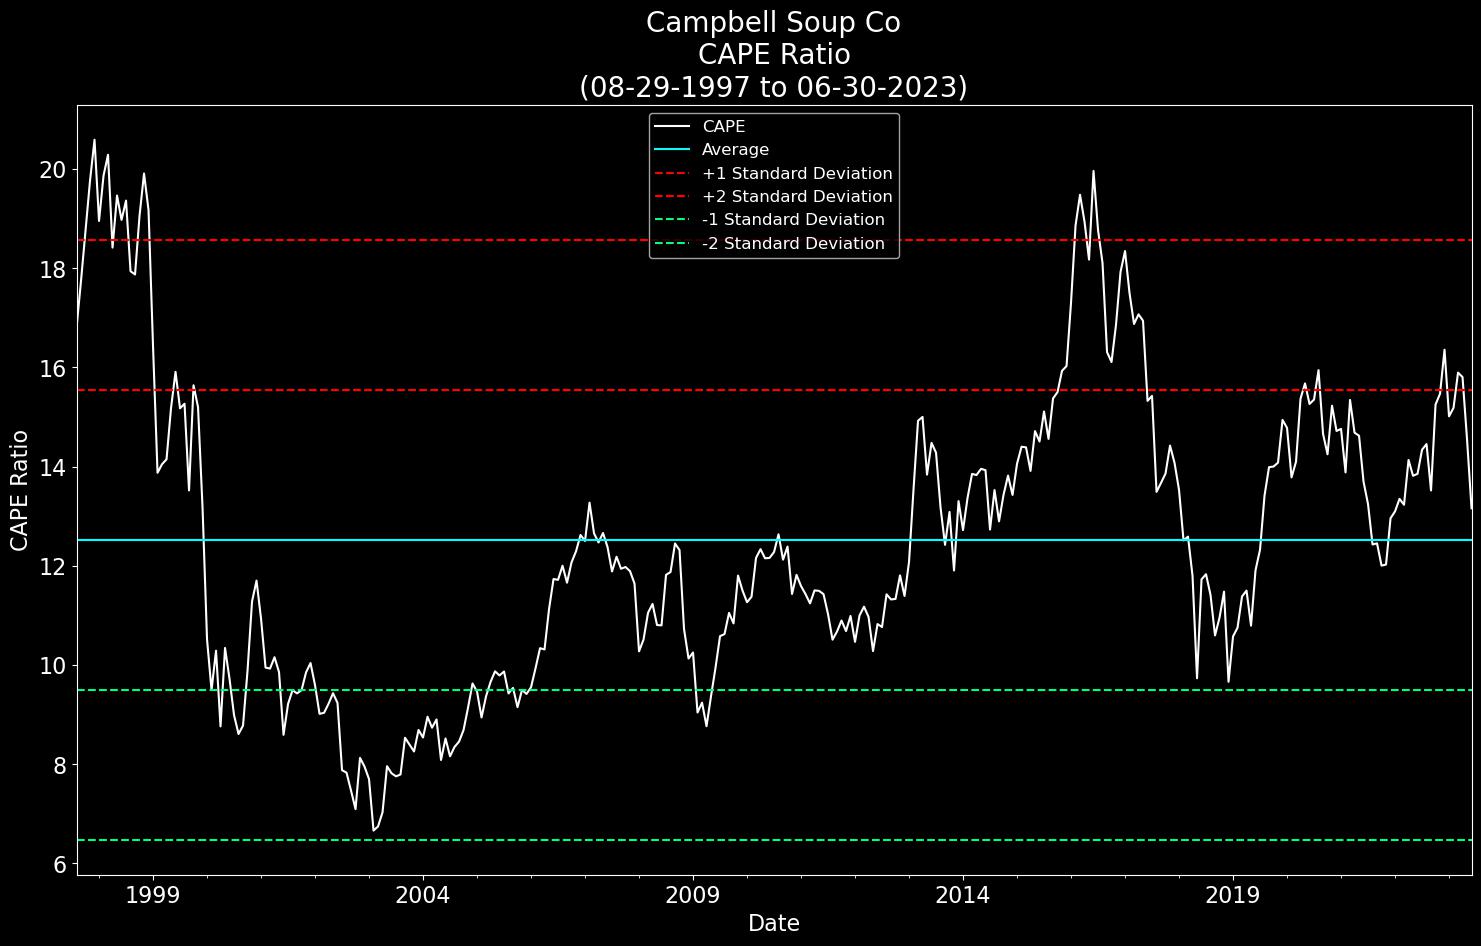 Campbell Soup Co
CAPE Ratio
(08-29-1997 to 06-30-2023)
CAPE
Average
+1 Standard Deviation
+2 Standard Deviation
-1 Standard Deviation
-2 Standard Deviation
CAPE Ratio
20
18
16
14
12
10
8
6
1999 2004 2009 2014 2019
Date